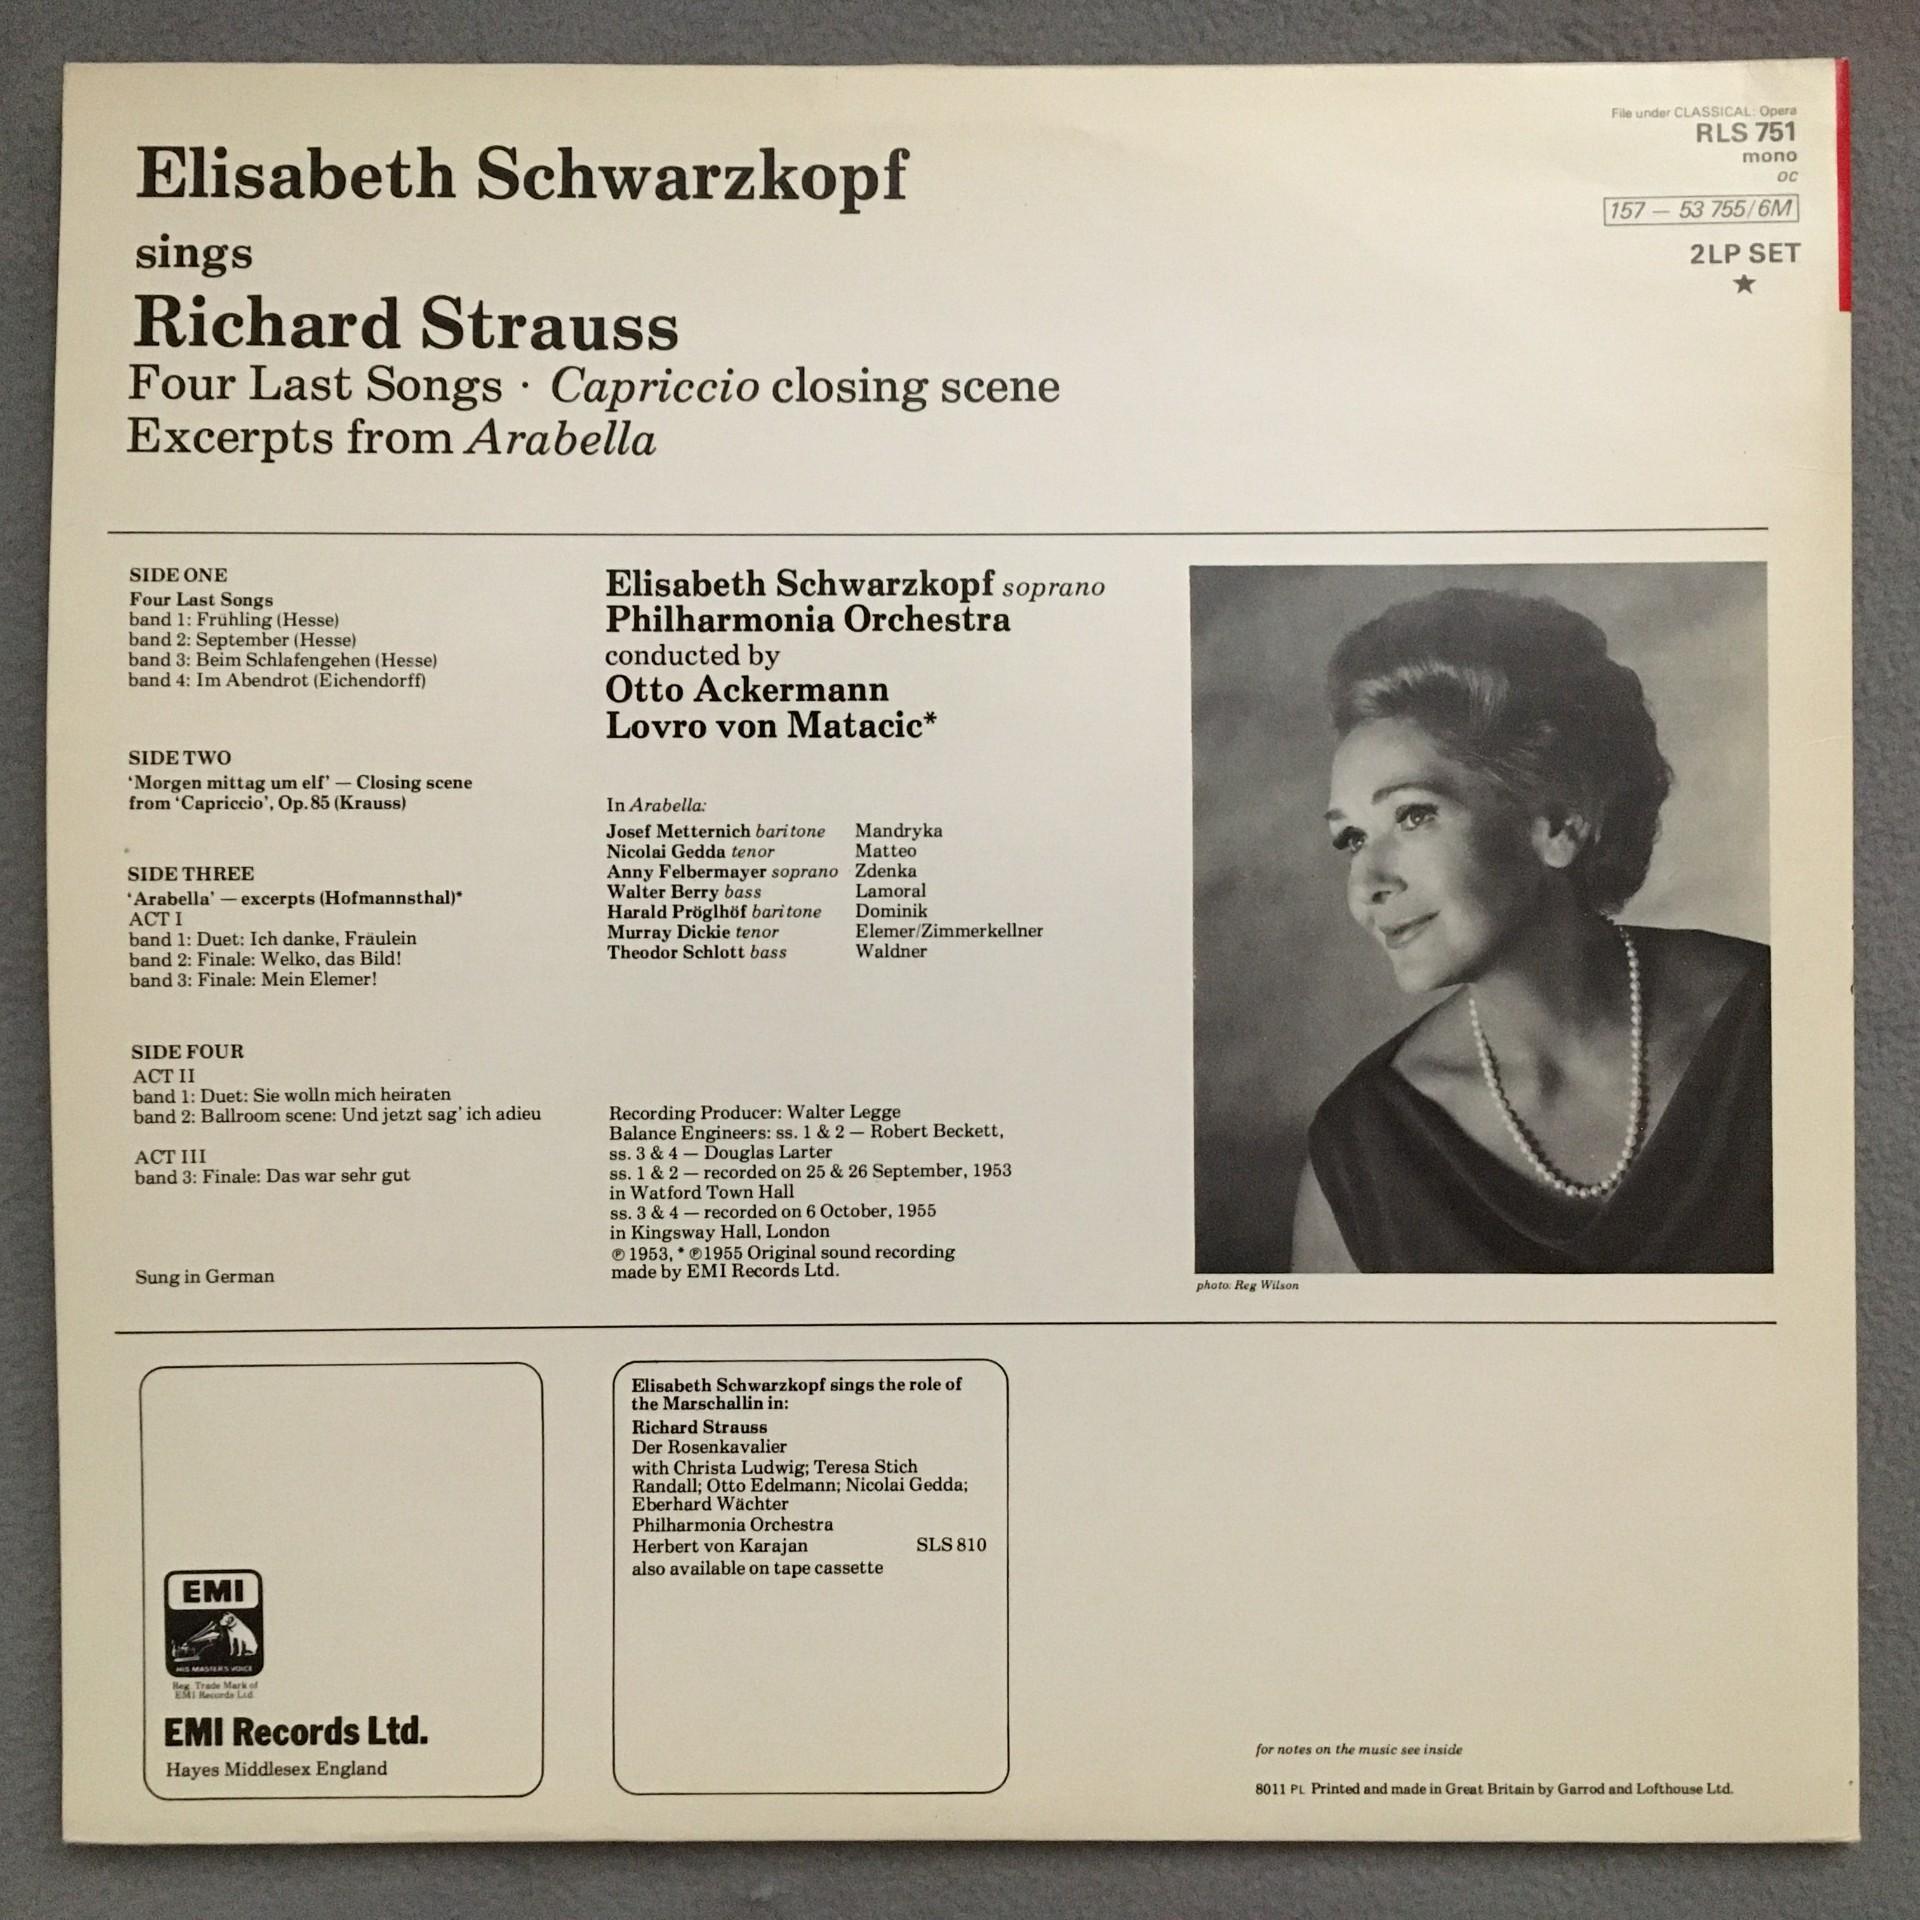 File under CLASSICAL: Opera
RLS 751
mono
OC
157 — 53 755/6M
2LP SET
★
Elisabeth Schwarzkopf
sings
Richard Strauss
Four Last Songs · Capriccio closing scene
Excerpts from Arabella
SIDE ONE
Four Last Songs
band 1: Frühling (Hesse)
band 2: September (Hesse)
band 3: Beim Schlafengehen (Hesse)
band 4: Im Abendrot (Eichendorff)
SIDE TWO
‘Morgen mittag um elf’ — Closing scene
from ‘Capriccio’, Op.85 (Krauss)
SIDE THREE
‘Arabella’ — excerpts (Hofmannsthal)*
ACT I
band 1: Duet: Ich danke, Fräulein
band 2: Finale: Welko, das Bild!
band 3: Finale: Mein Elemer!
SIDE FOUR
ACT II
band 1: Duet: Sie wolln mich heiraten
band 2: Ballroom scene: Und jetzt sag’ ich adieu
ACT III
band 3: Finale: Das war sehr gut
Sung in German
Elisabeth Schwarzkopf soprano
Philharmonia Orchestra
conducted by
Otto Ackermann
Lovro von Matacic*
In Arabella:
Josef Metternich baritone Mandryka
Nicolai Gedda tenor Matteo
Anny Felbermayer soprano Zdenka
Walter Berry bass Lamoral
Harald Pröglhöf baritone Dominik
Murray Dickie tenor Elemer/Zimmerkellner
Theodor Schlott bass Waldner
Recording Producer: Walter Legge
Balance Engineers: ss. 1 & 2 — Robert Beckett,
ss. 3 & 4 — Douglas Larter
ss. 1 & 2 — recorded on 25 & 26 September, 1953
in Watford Town Hall
ss. 3 & 4 — recorded on 6 October, 1955
in Kingsway Hall, London
℗ 1953, * ℗1955 Original sound recording
made by EMI Records Ltd.
photo: Reg Wilson
EMI
HIS MASTER'S VOICE
Reg. Trade Mark of
EMI Records Ltd
EMI Records Ltd.
Hayes Middlesex England
Elisabeth Schwarzkopf sings the role of
the Marschallin in:
Richard Strauss
Der Rosenkavalier
with Christa Ludwig; Teresa Stich
Randall; Otto Edelmann; Nicolai Gedda;
Eberhard Wächter
Philharmonia Orchestra
Herbert von Karajan SLS 810
also available on tape cassette
for notes on the music see inside
8011 PL Printed and made in Great Britain by Garrod and Lofthouse Ltd.